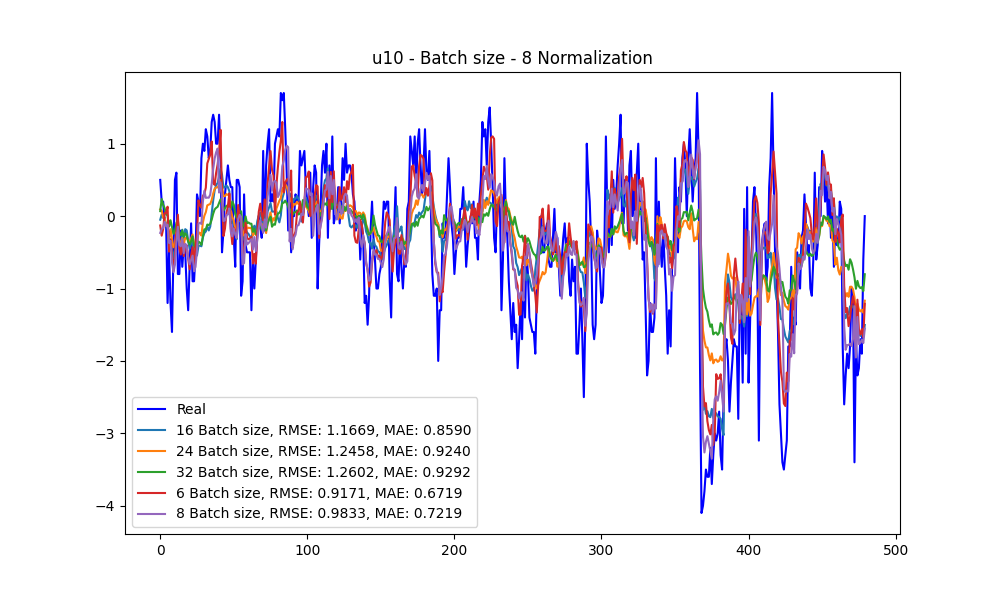 u10 - Batch size - 8 Normalization
1
0
−1
−2
−3
−4
Real
16 Batch size, RMSE: 1.1669, MAE: 0.8590
24 Batch size, RMSE: 1.2458, MAE: 0.9240
32 Batch size, RMSE: 1.2602, MAE: 0.9292
6 Batch size, RMSE: 0.9171, MAE: 0.6719
8 Batch size, RMSE: 0.9833, MAE: 0.7219
0 100 200 300 400 500